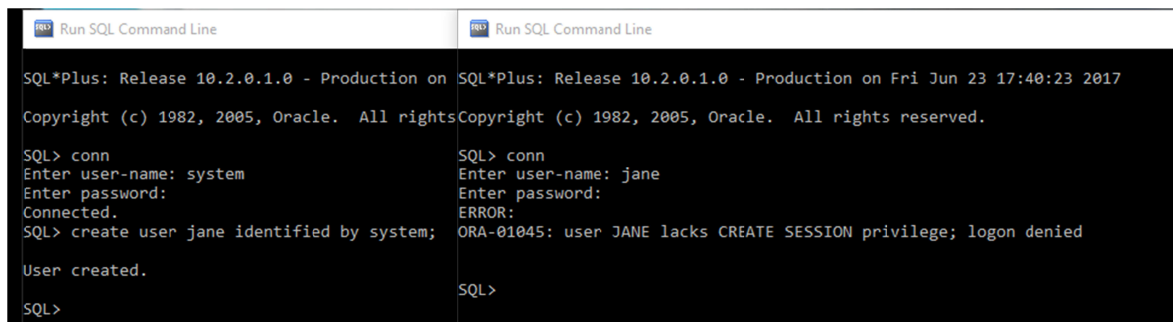 Run SQL Command Line
SQL*Plus: Release 10.2.0.1.0 - Production on
Copyright (c) 1982, 2005, Oracle.  All rights
SQL> conn
Enter user-name: system
Enter password:
Connected.
SQL> create user jane identified by system;
User created.
SQL>
Run SQL Command Line
SQL*Plus: Release 10.2.0.1.0 - Production on Fri Jun 23 17:40:23 2017
Copyright (c) 1982, 2005, Oracle.  All rights reserved.
SQL> conn
Enter user-name: jane
Enter password:
ERROR:
ORA-01045: user JANE lacks CREATE SESSION privilege; logon denied
SQL>